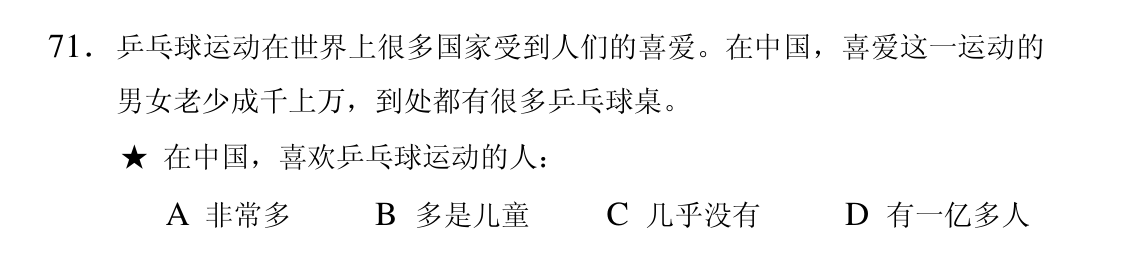 71. 乒乓球运动在世界上很多国家受到人们的喜爱。在中国，喜爱这一运动的
男女老少成千上万，到处都有很多乒乓球桌。
★ 在中国，喜欢乒乓球运动的人：
A 非常多 B 多是儿童 C 几乎没有 D 有一亿多人